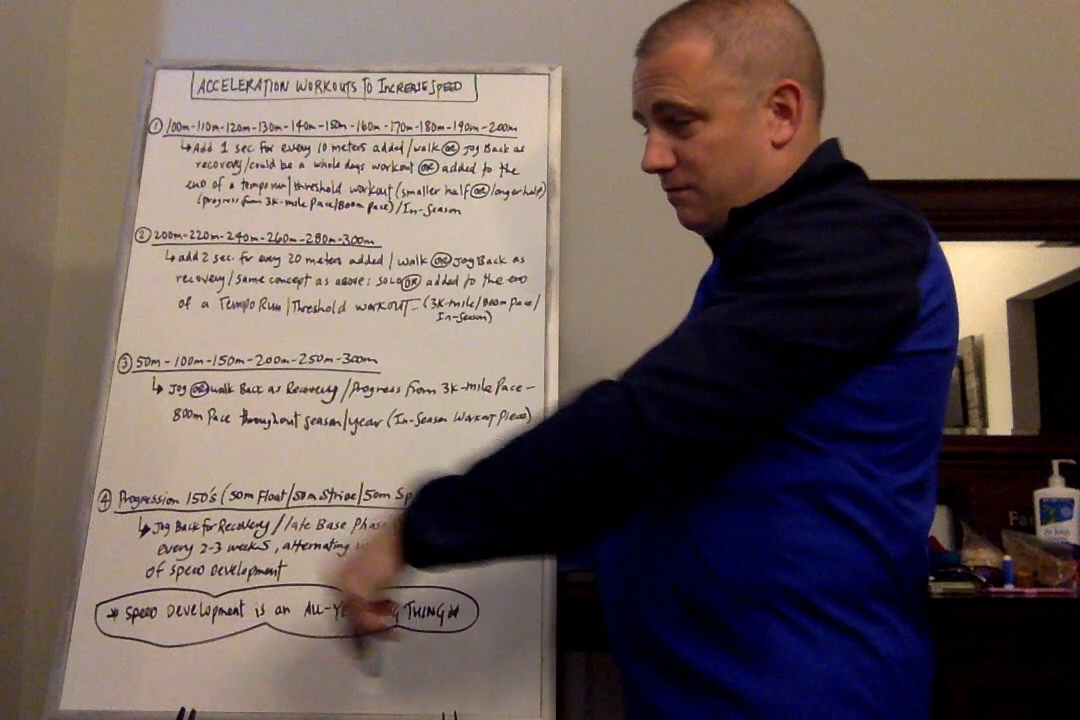 ACCELERATION WORKOUTS TO INCREASE SPEED
① 100m-110m-120m-130m-140m-150m-160m-170m-180m-190m-200m
↳ Add 1 sec for every 10 meters added/walk OR Jog Back as
recovery/could be a whole days workout OR added to the
end of a tempo run/threshold workout (smaller half OR longer half)
(progress from 3K-mile Pace/800m pace)/In-Season
② 200m-220m-240m-260m-280m-300m
↳ add 2 sec. for every 20 meters added/walk OR Jog Back as
recovery/same concept as above: solo OR added to the end
of a Tempo Run/Threshold workout-(3K-mile/800m pace/
In-Season)
③ 50m-100m-150m-200m-250m-300m
↳ Jog OR walk Back as Recovery/Progress from 3K-mile Pace-
800m Pace throughout season/year (In-Season Workout Piece)
④ Progression 150's (50m Float/50m Stride/50m Sp
↳ Jog Back for Recovery/late Base Phase
every 2-3 weeks, alternating
of speed development
* SPEED DEVELOPMENT is an ALL-YE THING *
Fa